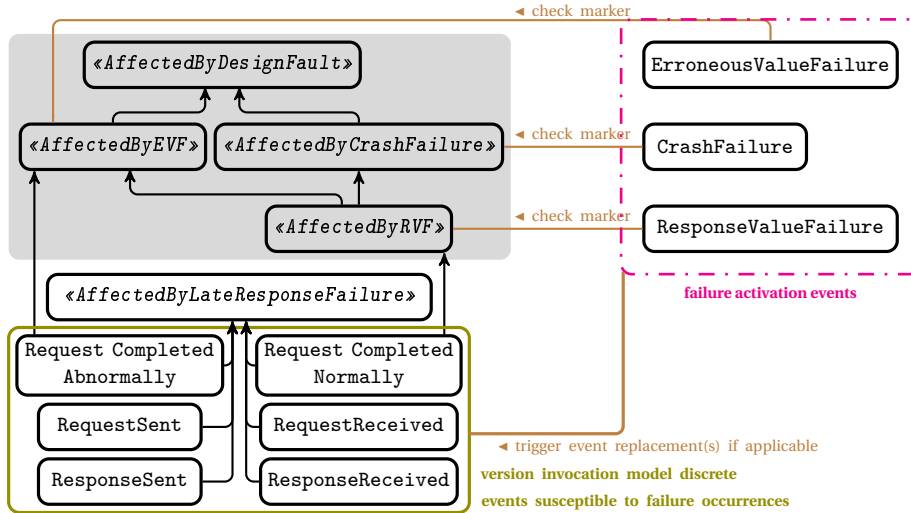 ◄ check marker
«AffectedByDesignFault»
ErroneousValueFailure
«AffectedByEVF»
«AffectedByCrashFailure»
◄ check marker
CrashFailure
«AffectedByRVF»
◄ check marker
ResponseValueFailure
«AffectedByLateResponseFailure»
failure activation events
Request Completed
Abnormally
Request Completed
Normally
RequestSent
RequestReceived
◄ trigger event replacement(s) if applicable
ResponseSent
ResponseReceived
version invocation model discrete
events susceptible to failure occurrences